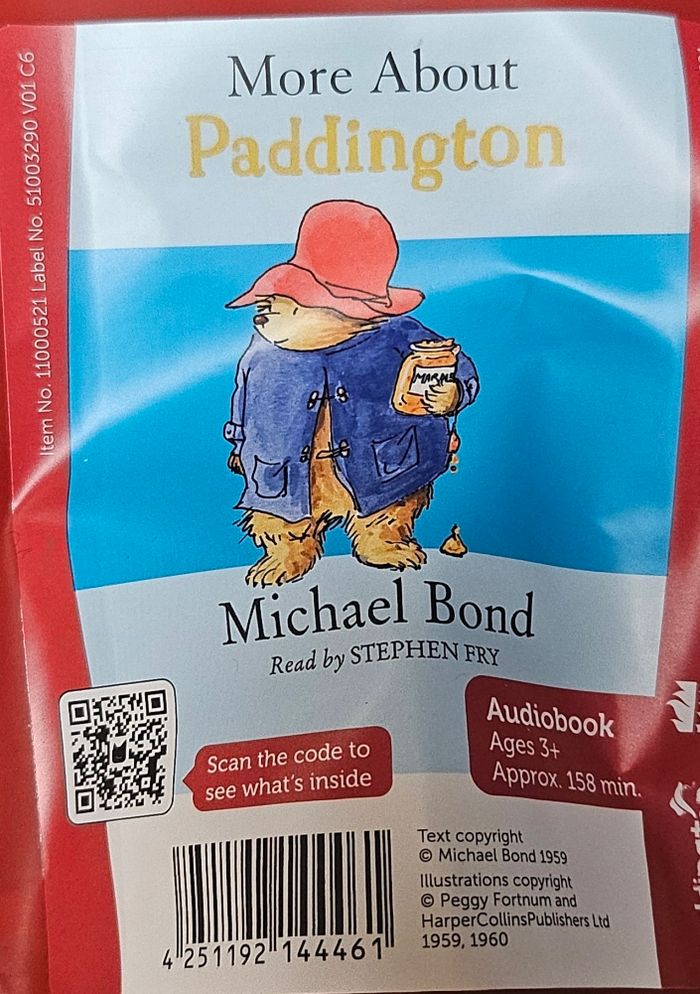 More About
Paddington
Item No. 11000521 Label No. 51003290 V01 C6
Michael Bond
Read by STEPHEN FRY
Scan the code to
see what's inside
Audiobook
Ages 3+
Approx. 158 min.
Text copyright
© Michael Bond 1959
Illustrations copyright
© Peggy Fortnum and
HarperCollinsPublishers Ltd
1959, 1960
4 251192 144461